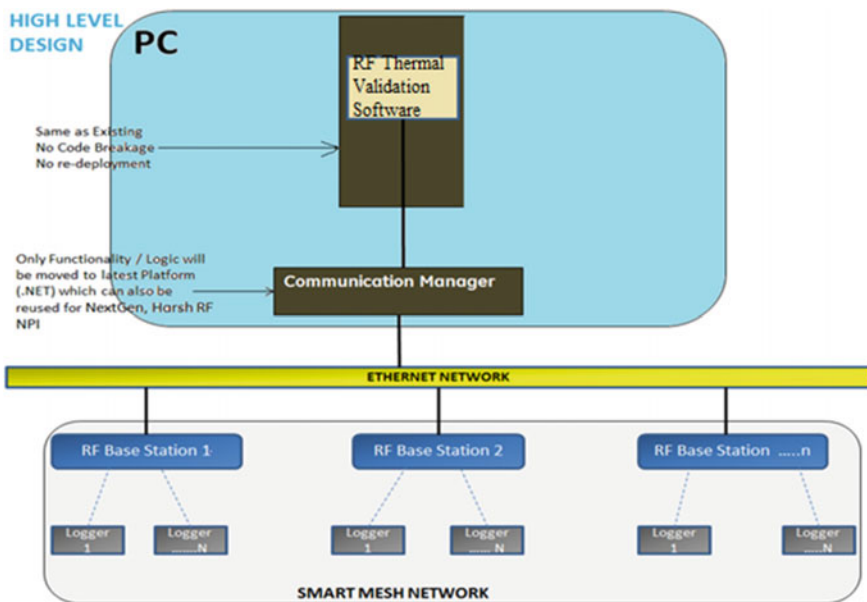 HIGH LEVEL
DESIGN
PC
RF Thermal
Validation
Software
Same as Existing
No Code Breakage
No re-deployment
Only Functionality / Logic will
be moved to latest Platform
(.NET) which can also be
reused for NextGen, Harsh RF
NPI
Communication Manager
ETHERNET NETWORK
RF Base Station 1
RF Base Station 2
RF Base Station .....n
Logger
1
Logger
.......N
Logger
1
Logger
...... N
Logger
1
Logger
.....N
SMART MESH NETWORK